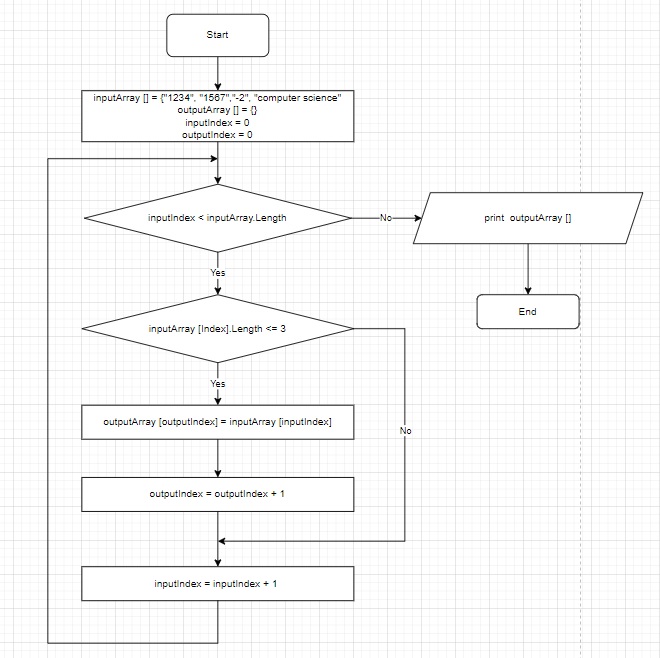 Start
inputArray [] = {"1234", "1567","-2", "computer science"
outputArray [] = {}
inputIndex = 0
outputIndex = 0
inputIndex < inputArray.Length
No
print outputArray []
Yes
End
inputArray [Index].Length <= 3
Yes
outputArray [outputIndex] = inputArray [inputIndex]
No
outputIndex = outputIndex + 1
inputIndex = inputIndex + 1